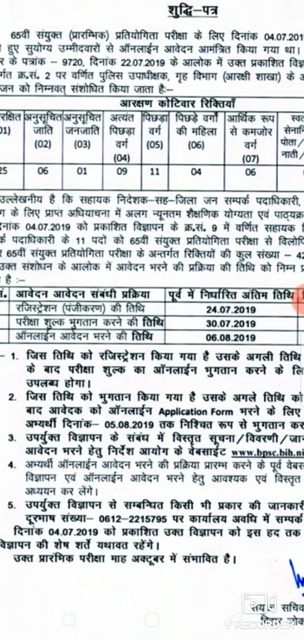 शुद्धि-पत्र
65वीं संयुक्त (प्रारम्भिक) प्रतियोगिता परीक्षा के लिए दिनांक 04.07.2019
हुए सुयोग्य उम्मीदवारों से ऑनलाईन आवेदन आमंत्रित किया गया था।
के पत्रांक - 9720, दिनांक 22.07.2019 के आलोक में उक्त प्रकाशित
क्र.सं. 2 पर वर्णित पुलिस उपाधीक्षक, गृह विभाग (आरक्षी शाखा) के
को निम्नवत् संशोधित किया जाता है:-
आरक्षण कोटिवार रिक्तियाँ
अनुसूचित जाति (02)
अनुसूचित जनजाति (03)
अत्यंत पिछड़ा वर्ग (04)
पिछड़ा वर्ग (05)
पिछड़े वर्गों की महिला (06)
आर्थिक रूप से कमजोर वर्ग (07)
06 01 09 11 04 06
है कि सहायक निदेशक-सह-जिला जन सम्पर्क पदाधिकारी,
के लिए प्राप्त अधियाचना में अलग न्यूनतम शैक्षणिक योग्यता एवं
04.07.2019 को प्रकाशित विज्ञापन के क्र.सं. 9 में वर्णित सहायक
पदाधिकारी के 11 पदों को 65वीं संयुक्त प्रतियोगिता परीक्षा से
65वीं संयुक्त प्रतियोगिता परीक्षा के अन्तर्गत रिक्तियों की कुल संख्या -
उक्त संशोधन के आलोक में आवेदन भरने की प्रक्रिया की तिथि को निम्न
है :-
आवेदन आवेदन संबंधी प्रक्रिया पूर्व में निर्धारित अंतिम तिथि
रजिस्ट्रेशन (पंजीकरण) की तिथि 24.07.2019
परीक्षा शुल्क भुगतान करने की तिथि 30.07.2019
ऑनलाईन आवेदन भरने की तिथि 06.08.2019
1. जिस तिथि को रजिस्ट्रेशन किया गया है उसके अगली तिथि
के बाद परीक्षा शुल्क का ऑनलाईन भुगतान करने के
उपलब्ध होगा।
2. जिस तिथि को भुगतान किया गया है उसके अगले तिथि को
बाद आवेदक को ऑनलाईन Application Form भरने के लिए
अभ्यर्थी दिनांक- 05.08.2019 तक निश्चित रूप से भुगतान
3. उपर्युक्त विज्ञापन के संबंध में विस्तृत सूचना/विवरणी/
आवेदन भरने हेतु निर्देश आयोग के वेबसाईट www.bpsc.bih.ni
4. अभ्यर्थी ऑनलाईन आवेदन भरने की प्रक्रिया प्रारम्भ करने के पूर्व
विज्ञापन एवं ऑनलाईन आवेदन भरने हेतु आवश्यक एवं विस्तृत
अध्ययन कर लेंगे।
5. उपर्युक्त विज्ञापन से सम्बन्धित किसी भी प्रकार की जानकारी
दूरभाष संख्या- 0612-2215795 पर कार्यालय अवधि में सम्पर्क
दिनांक 04.07.2019 को प्रकाशित उक्त विज्ञापन को इस हद तक
विज्ञापन की शेष शर्ते यथावत रहेंगे।
उक्त प्रारंभिक परीक्षा माह अक्टूबर में संभावित है।